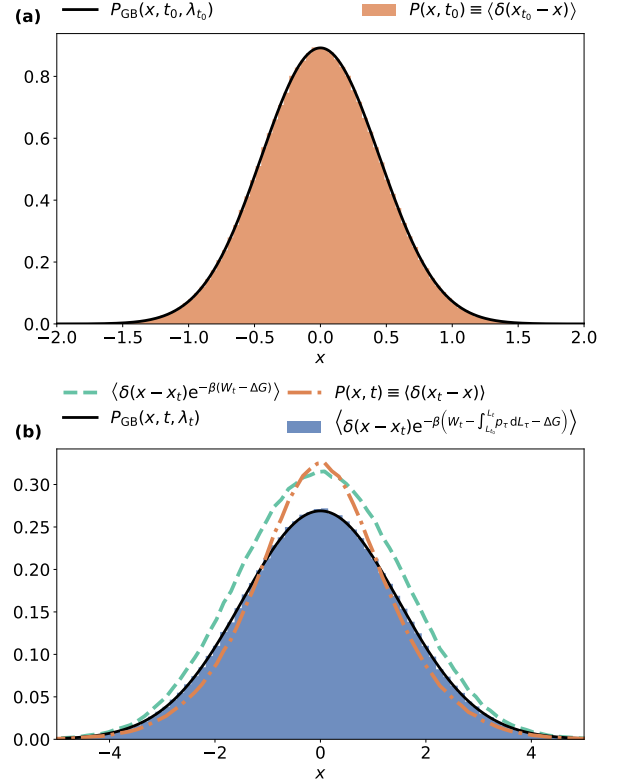 (a)
P_GB(x, t_0, λ_{t_0})   P(x, t_0) ≡ ⟨δ(x_{t_0} − x)⟩
0.8
0.6
0.4
0.2
0.0
−2.0 −1.5 −1.0 −0.5 0.0 0.5 1.0 1.5 2.0
x
⟨δ(x − x_t)e^{−β(W_t − ΔG)}⟩   P(x, t) ≡ ⟨δ(x_t − x)⟩
P_GB(x, t, λ_t)   ⟨δ(x − x_t)e^{−β(W_t − ∫_{L_{t_0}}^{L_t} p_τ dL_τ − ΔG)}⟩
(b)
0.30
0.25
0.20
0.15
0.10
0.05
0.00
−4 −2 0 2 4
x